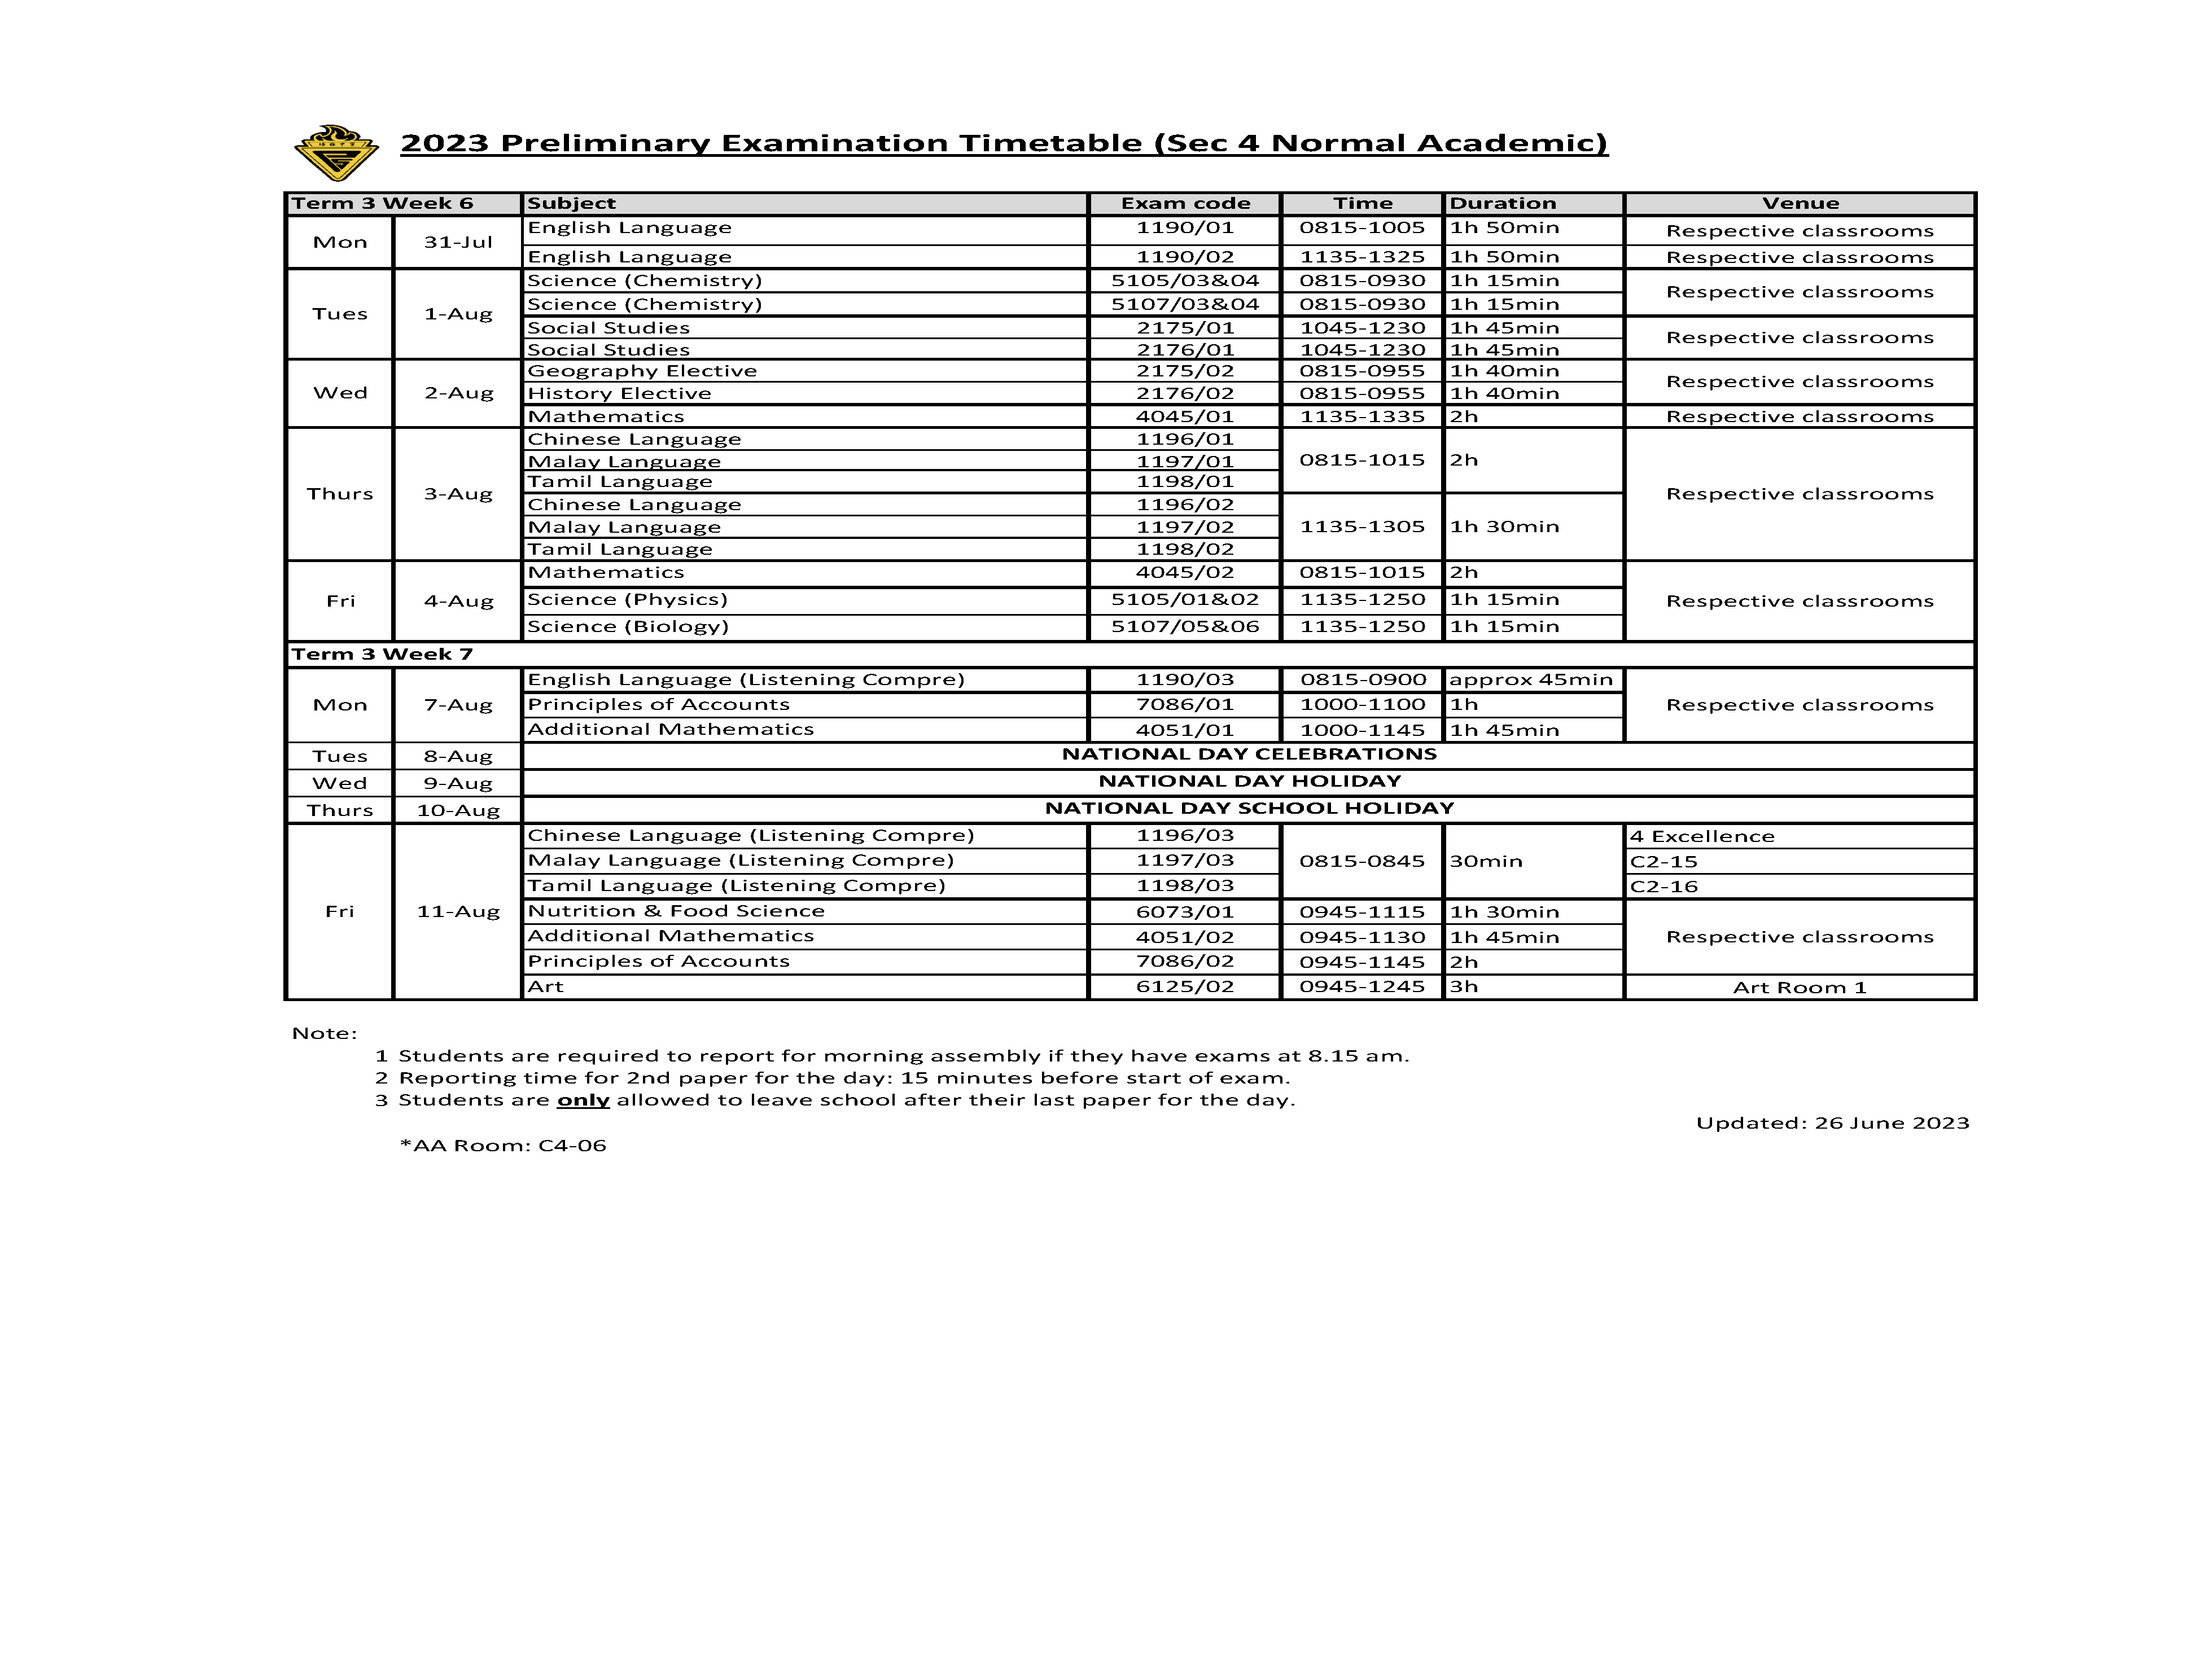 2023 Preliminary Examination Timetable (Sec 4 Normal Academic)
Term 3 Week 6 Subject Exam code Time Duration Venue
Mon 31-Jul English Language 1190/01 0815-1005 1h 50min Respective classrooms
English Language 1190/02 1135-1325 1h 50min Respective classrooms
Tues 1-Aug Science (Chemistry) 5105/03&04 0815-0930 1h 15min Respective classrooms
Science (Chemistry) 5107/03&04 0815-0930 1h 15min
Social Studies 2175/01 1045-1230 1h 45min Respective classrooms
Social Studies 2176/01 1045-1230 1h 45min
Wed 2-Aug Geography Elective 2175/02 0815-0955 1h 40min Respective classrooms
History Elective 2176/02 0815-0955 1h 40min
Mathematics 4045/01 1135-1335 2h Respective classrooms
Thurs 3-Aug Chinese Language 1196/01 0815-1015 2h Respective classrooms
Malay Language 1197/01
Tamil Language 1198/01
Chinese Language 1196/02 1135-1305 1h 30min
Malay Language 1197/02
Tamil Language 1198/02
Fri 4-Aug Mathematics 4045/02 0815-1015 2h Respective classrooms
Science (Physics) 5105/01&02 1135-1250 1h 15min
Science (Biology) 5107/05&06 1135-1250 1h 15min
Term 3 Week 7
Mon 7-Aug English Language (Listening Compre) 1190/03 0815-0900 approx 45min Respective classrooms
Principles of Accounts 7086/01 1000-1100 1h
Additional Mathematics 4051/01 1000-1145 1h 45min
Tues 8-Aug NATIONAL DAY CELEBRATIONS
Wed 9-Aug NATIONAL DAY HOLIDAY
Thurs 10-Aug NATIONAL DAY SCHOOL HOLIDAY
Fri 11-Aug Chinese Language (Listening Compre) 1196/03 0815-0845 30min 4 Excellence
Malay Language (Listening Compre) 1197/03 C2-15
Tamil Language (Listening Compre) 1198/03 C2-16
Nutrition & Food Science 6073/01 0945-1115 1h 30min Respective classrooms
Additional Mathematics 4051/02 0945-1130 1h 45min
Principles of Accounts 7086/02 0945-1145 2h
Art 6125/02 0945-1245 3h Art Room 1
Note:
1 Students are required to report for morning assembly if they have exams at 8.15 am.
2 Reporting time for 2nd paper for the day: 15 minutes before start of exam.
3 Students are only allowed to leave school after their last paper for the day.
Updated: 26 June 2023
*AA Room: C4-06